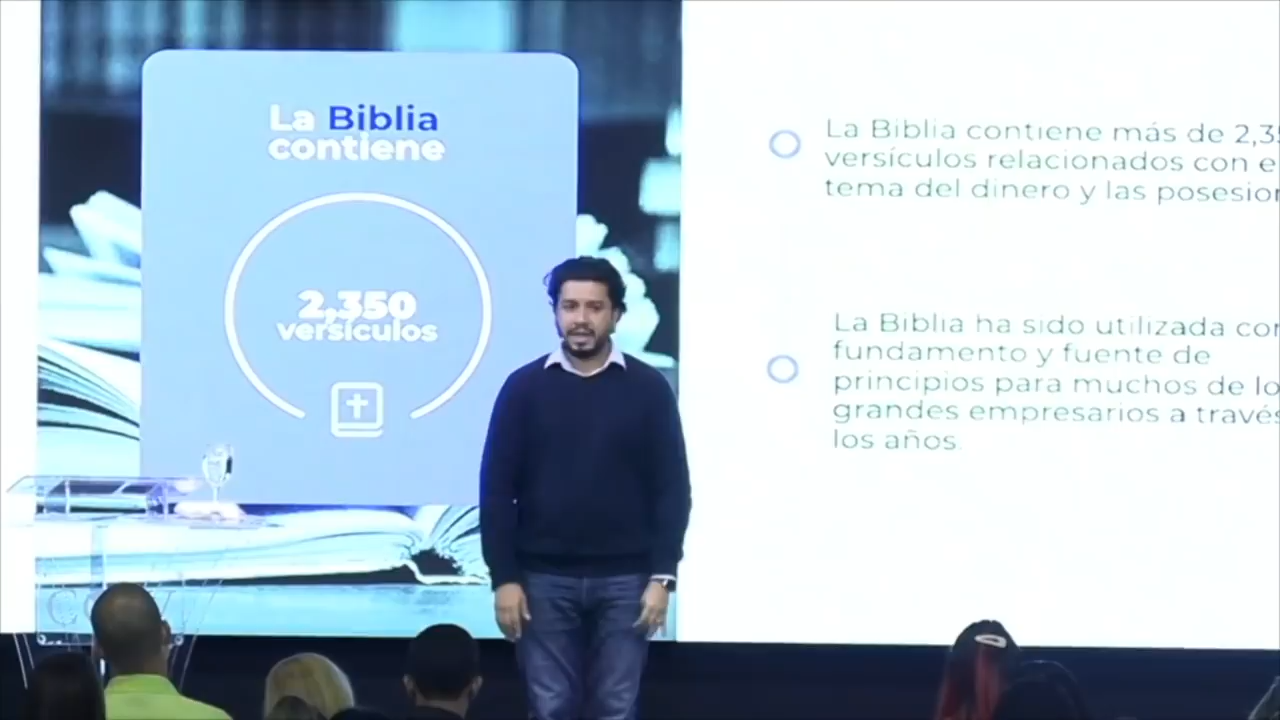 La Biblia
contiene
2,350
versículos
La Biblia contiene más de
versículos relacionados con
tema del dinero y las
La Biblia ha sido utilizada
fundamento y fuente de
principios para muchos de
grandes empresarios a
los años.